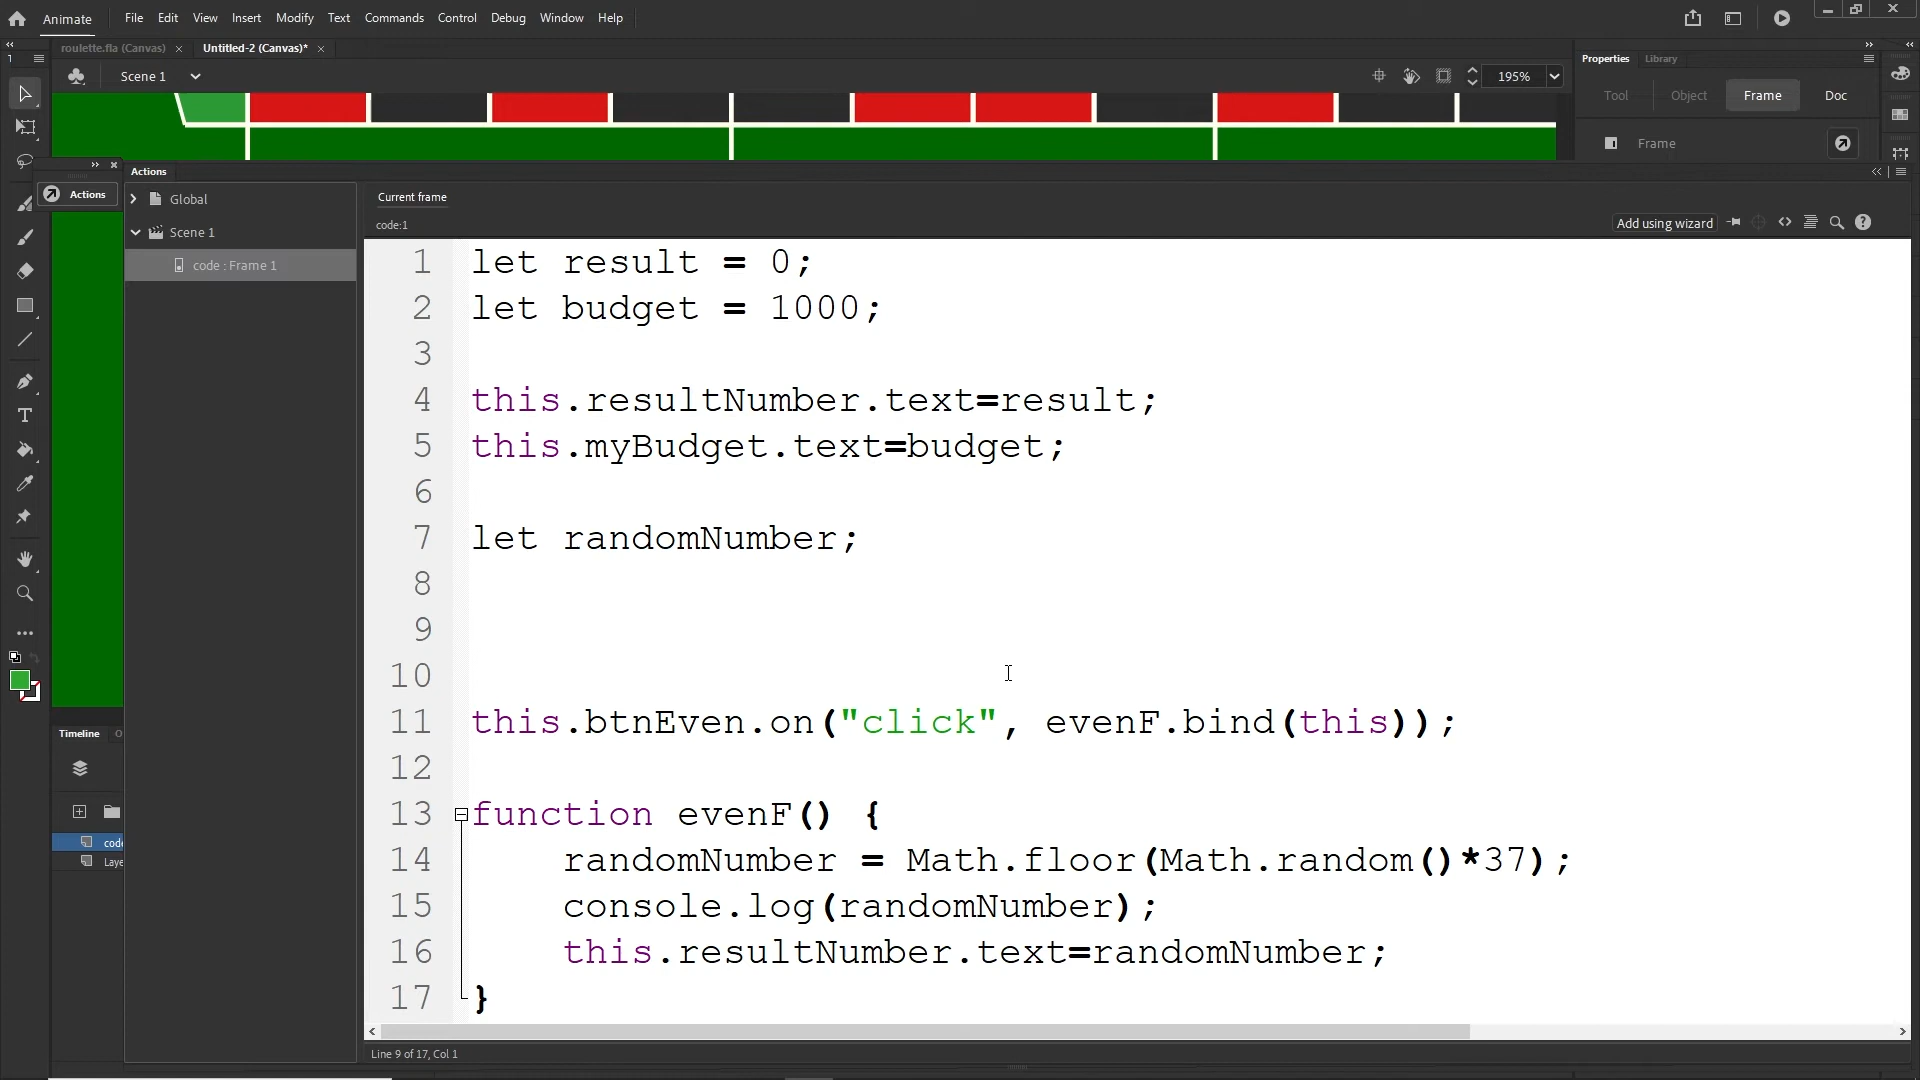 Animate File Edit View Insert Modify Text Commands Control Debug Window Help
roulette.fla (Canvas) × Untitled-2 (Canvas)* ×
Scene 1 195%
Properties Library
Tool Object Frame Doc
Frame
Actions
Actions
Global
Scene 1
code : Frame 1
Current frame
code:1
Add using wizard
1 let result = 0;
2 let budget = 1000;
3
4 this.resultNumber.text=result;
5 this.myBudget.text=budget;
6
7 let randomNumber;
8
9
10
11 this.btnEven.on("click", evenF.bind(this));
12
13 function evenF() {
14 randomNumber = Math.floor(Math.random()*37);
15 console.log(randomNumber);
16 this.resultNumber.text=randomNumber;
17 }
Timeline O
code
Laye
Line 9 of 17, Col 1